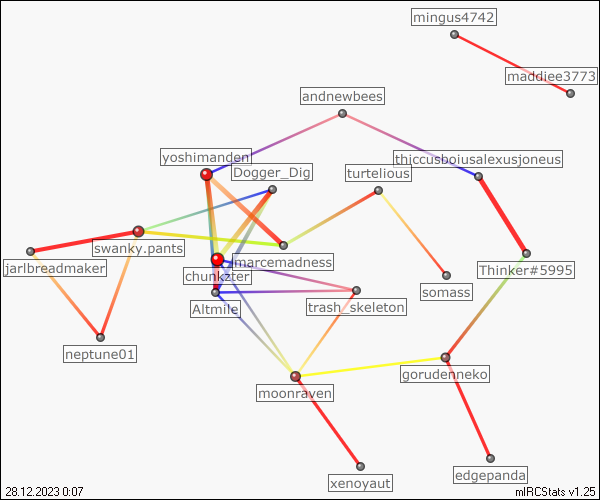 mingus4742
maddiee3773
andnewbees
yoshimanden
thiccusboiusalexusjoneus
Dogger_Dig
turtelious
swanky.pants
marcemadness
jarlbreadmaker
chunkzter
Thinker#5995
somass
Altmile
trash_skeleton
neptune01
gorudenneko
moonraven
edgepanda
xenoyaut
28.12.2023 0:07
mIRCStats v1.25